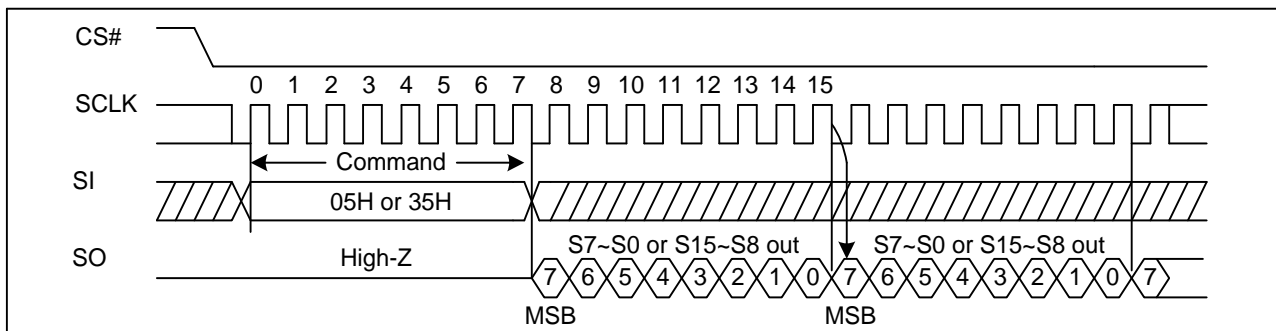 CS#
0 1 2 3 4 5 6 7 8 9 10 11 12 13 14 15
SCLK
Command
SI
05H or 35H
S7~S0 or S15~S8 out S7~S0 or S15~S8 out
SO
High-Z
7 6 5 4 3 2 1 0 7 6 5 4 3 2 1 0 7
MSB MSB